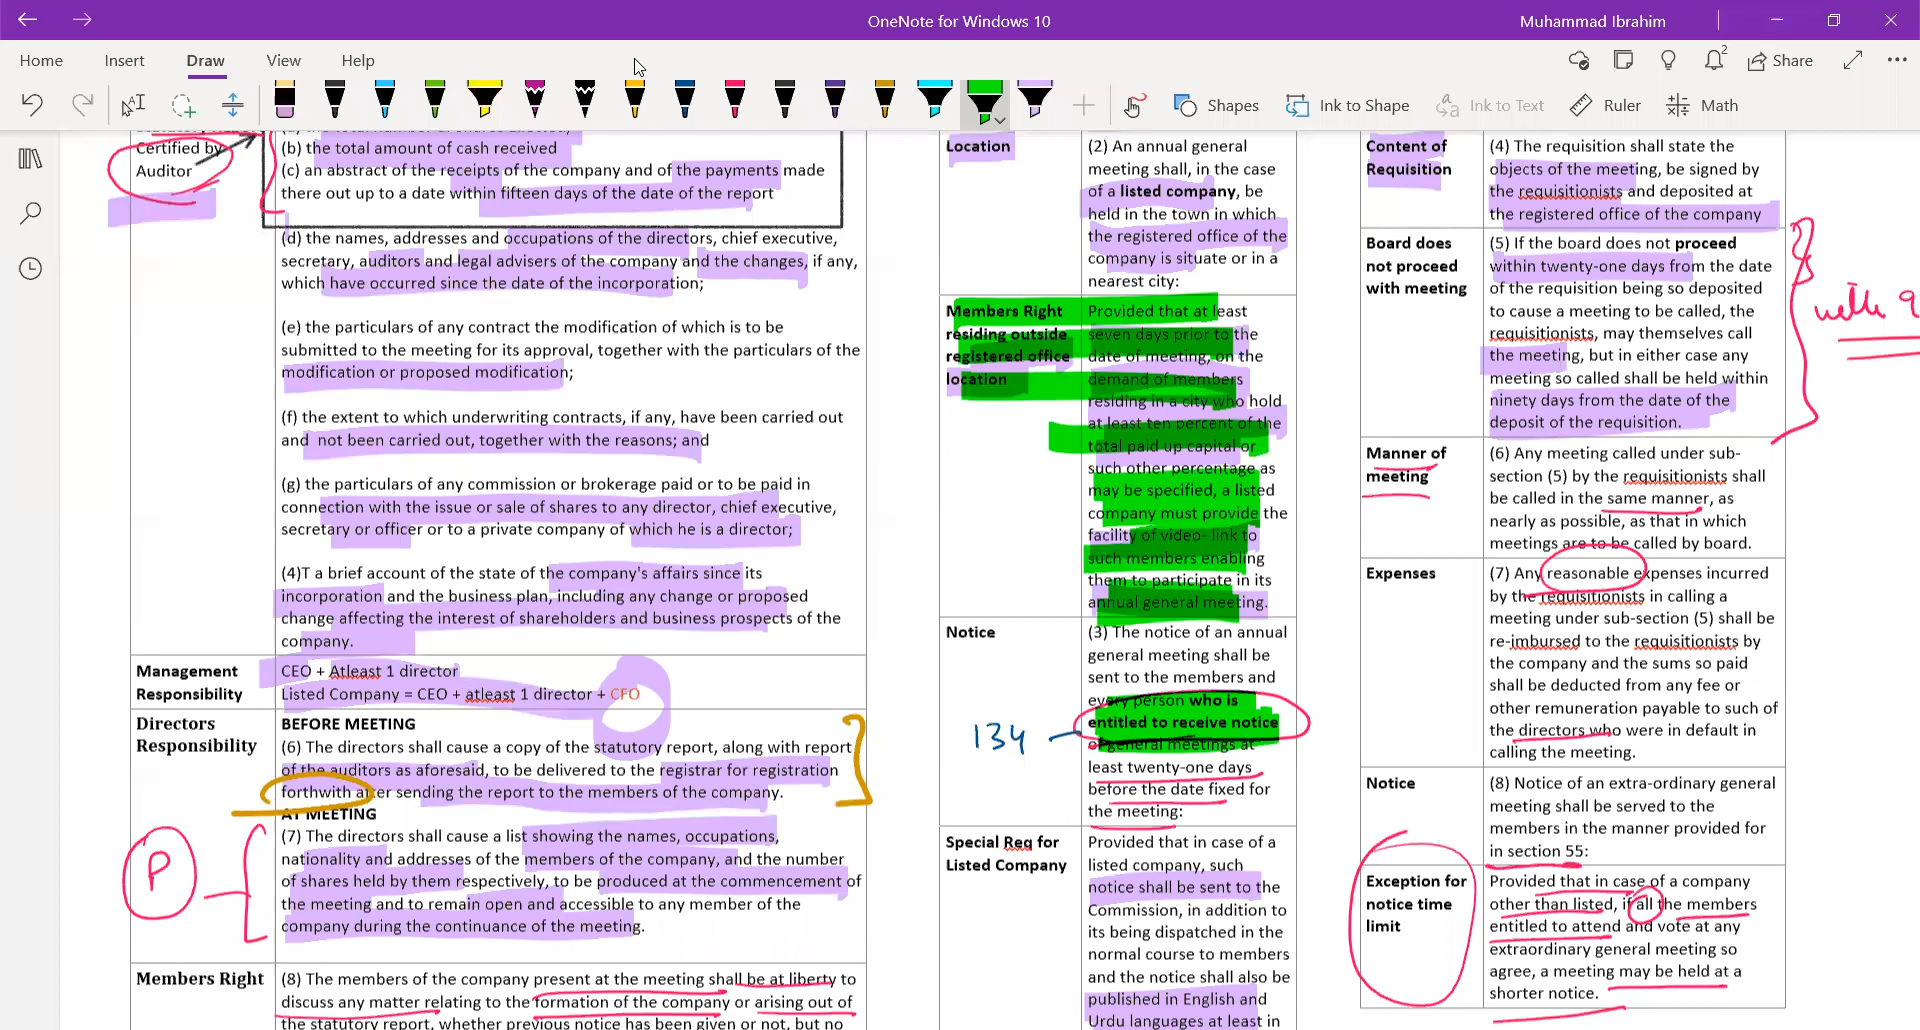 OneNote for Windows 10
Muhammad Ibrahim
Home
Insert
Draw
View
Help
2
Share
Shapes
Ink to Shape
Ink to Text
Ruler
Math
Certified by
Auditor
(b) the total amount of cash received
(c) an abstract of the receipts of the company and of the payments made
there out up to a date within fifteen days of the date of the report
(d) the names, addresses and occupations of the directors, chief executive,
secretary, auditors and legal advisers of the company and the changes, if any,
which have occurred since the date of the incorporation;
(e) the particulars of any contract the modification of which is to be
submitted to the meeting for its approval, together with the particulars of the
modification or proposed modification;
(f) the extent to which underwriting contracts, if any, have been carried out
and not been carried out, together with the reasons; and
(g) the particulars of any commission or brokerage paid or to be paid in
connection with the issue or sale of shares to any director, chief executive,
secretary or officer or to a private company of which he is a director;
(4)T a brief account of the state of the company's affairs since its
incorporation and the business plan, including any change or proposed
change affecting the interest of shareholders and business prospects of the
company.
Management
Responsibility
CEO + Atleast 1 director
Listed Company = CEO + atleast 1 director + CFO
Directors
Responsibility
BEFORE MEETING
(6) The directors shall cause a copy of the statutory report, along with report
of the auditors as aforesaid, to be delivered to the registrar for registration
forthwith after sending the report to the members of the company.
AT MEETING
(7) The directors shall cause a list showing the names, occupations,
nationality and addresses of the members of the company, and the number
of shares held by them respectively, to be produced at the commencement of
the meeting and to remain open and accessible to any member of the
company during the continuance of the meeting.
P
Members Right
(8) The members of the company present at the meeting shall be at liberty to
discuss any matter relating to the formation of the company or arising out of
the statutory report, whether previous notice has been given or not, but no
Location
(2) An annual general
meeting shall, in the case
of a listed company, be
held in the town in which
the registered office of the
company is situate or in a
nearest city:
Members Right
residing outside
registered office
location
Provided that at least
seven days prior to the
date of meeting, on the
demand of members
residing in a city who hold
at least ten percent of the
total paid up capital or
such other percentage as
may be specified, a listed
company must provide the
facility of video- link to
such members enabling
them to participate in its
annual general meeting.
Notice
(3) The notice of an annual
general meeting shall be
sent to the members and
every person who is
entitled to receive notice
of general meetings at
least twenty-one days
before the date fixed for
the meeting:
134
Special Req for
Listed Company
Provided that in case of a
listed company, such
notice shall be sent to the
Commission, in addition to
its being dispatched in the
normal course to members
and the notice shall also be
published in English and
Urdu languages at least in
Content of
Requisition
(4) The requisition shall state the
objects of the meeting, be signed by
the requisitionists and deposited at
the registered office of the company
Board does
not proceed
with meeting
(5) If the board does not proceed
within twenty-one days from the date
of the requisition being so deposited
to cause a meeting to be called, the
requisitionists, may themselves call
the meeting, but in either case any
meeting so called shall be held within
ninety days from the date of the
deposit of the requisition.
with 9
Manner of
meeting
(6) Any meeting called under sub-
section (5) by the requisitionists shall
be called in the same manner, as
nearly as possible, as that in which
meetings are to be called by board.
Expenses
(7) Any reasonable expenses incurred
by the requisitionists in calling a
meeting under sub-section (5) shall be
re-imbursed to the requisitionists by
the company and the sums so paid
shall be deducted from any fee or
other remuneration payable to such of
the directors who were in default in
calling the meeting.
Notice
(8) Notice of an extra-ordinary general
meeting shall be served to the
members in the manner provided for
in section 55:
Exception for
notice time
limit
Provided that in case of a company
other than listed, if all the members
entitled to attend and vote at any
extraordinary general meeting so
agree, a meeting may be held at a
shorter notice.